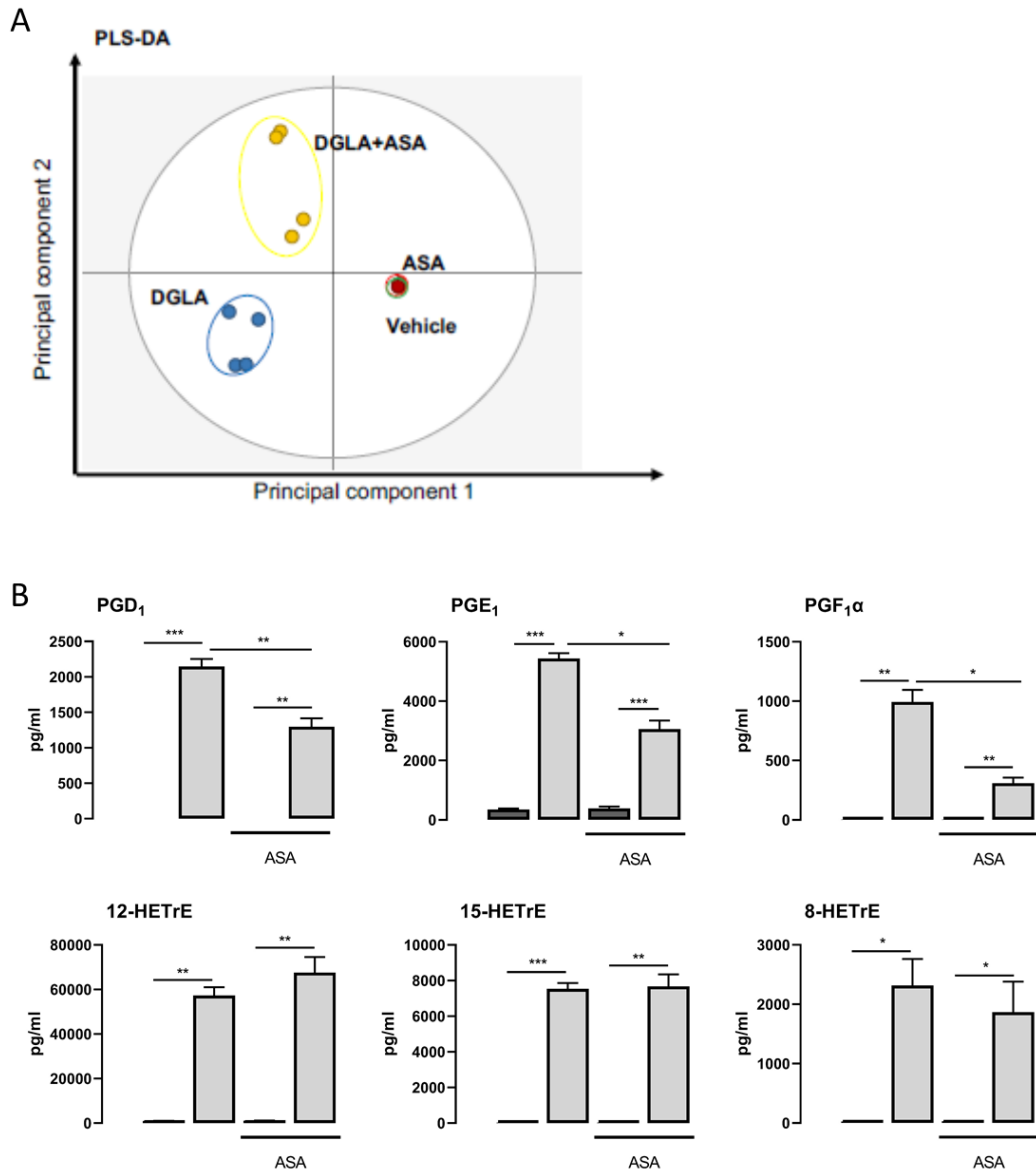 A
PLS-DA
DGLA+ASA
ASA
DGLA
Vehicle
Principal component 2
Principal component 1
B
PGD₁
PGE₁
PGF₁α
2500
2000
1500
1000
500
0
pg/ml
***
**
**
ASA
6000
4000
2000
0
pg/ml
***
*
***
ASA
1500
1000
500
0
pg/ml
**
*
**
ASA
12-HETrE
15-HETrE
8-HETrE
80000
60000
40000
20000
0
pg/ml
**
**
ASA
10000
8000
6000
4000
2000
0
pg/ml
***
**
ASA
3000
2000
1000
0
pg/ml
*
*
ASA